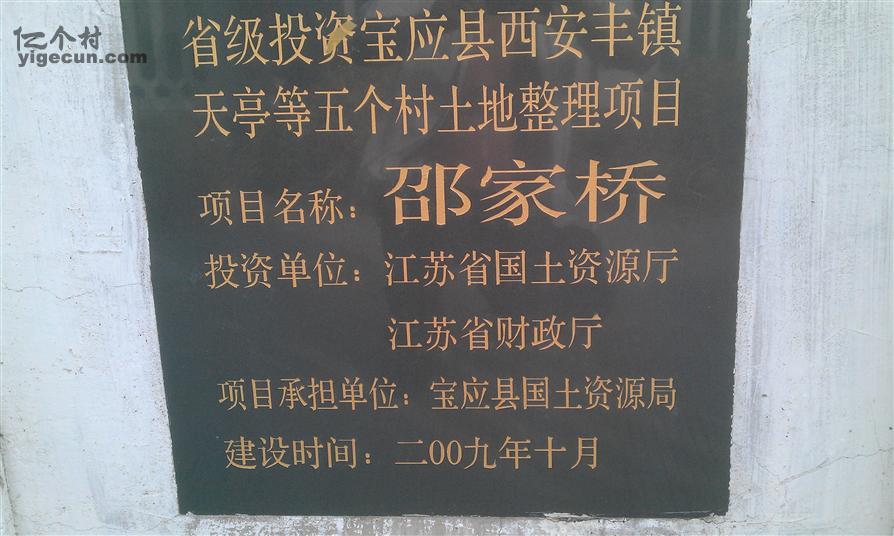 亿个村
yigecun.com
省级投资宝应县西安丰镇
天亭等五个村土地整理项目
项目名称：邵家桥
投资单位：江苏省国土资源厅
江苏省财政厅
项目承担单位：宝应县国土资源局
建设时间：二00九年十月